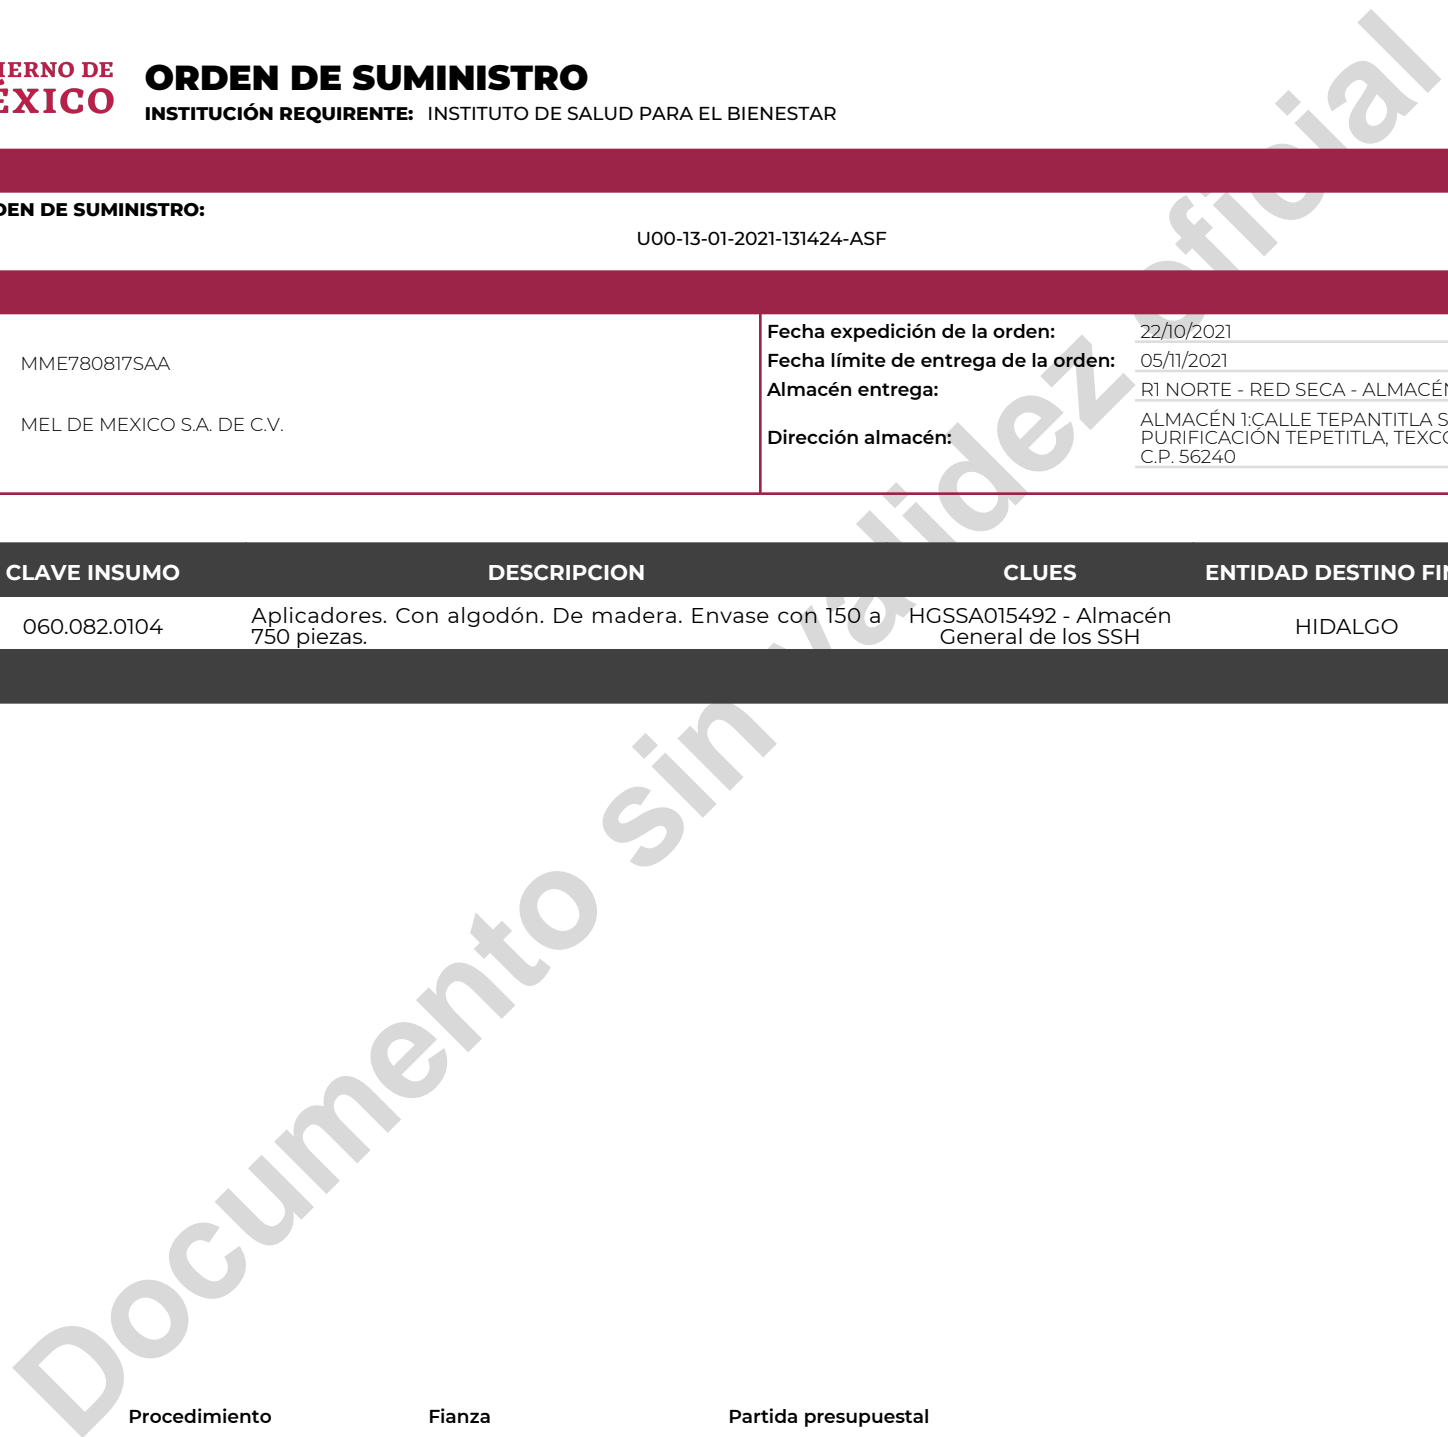 IERNO DE
ÉXICO
ORDEN DE SUMINISTRO
INSTITUCIÓN REQUIRENTE: INSTITUTO DE SALUD PARA EL BIENESTAR
DEN DE SUMINISTRO:
U00-13-01-2021-131424-ASF
MME780817SAA
MEL DE MEXICO S.A. DE C.V.
Fecha expedición de la orden: 22/10/2021
Fecha límite de entrega de la orden: 05/11/2021
Almacén entrega: R1 NORTE - RED SECA - ALMACÉN
Dirección almacén: ALMACÉN 1:CALLE TEPANTITLA S
PURIFICACIÓN TEPETITLA, TEXCO
C.P. 56240
CLAVE INSUMO DESCRIPCION CLUES ENTIDAD DESTINO FIN
060.082.0104 Aplicadores. Con algodón. De madera. Envase con 150 a HGSSA015492 - Almacén HIDALGO
750 piezas. General de los SSH
Documento sin validez oficial
Procedimiento Fianza Partida presupuestal